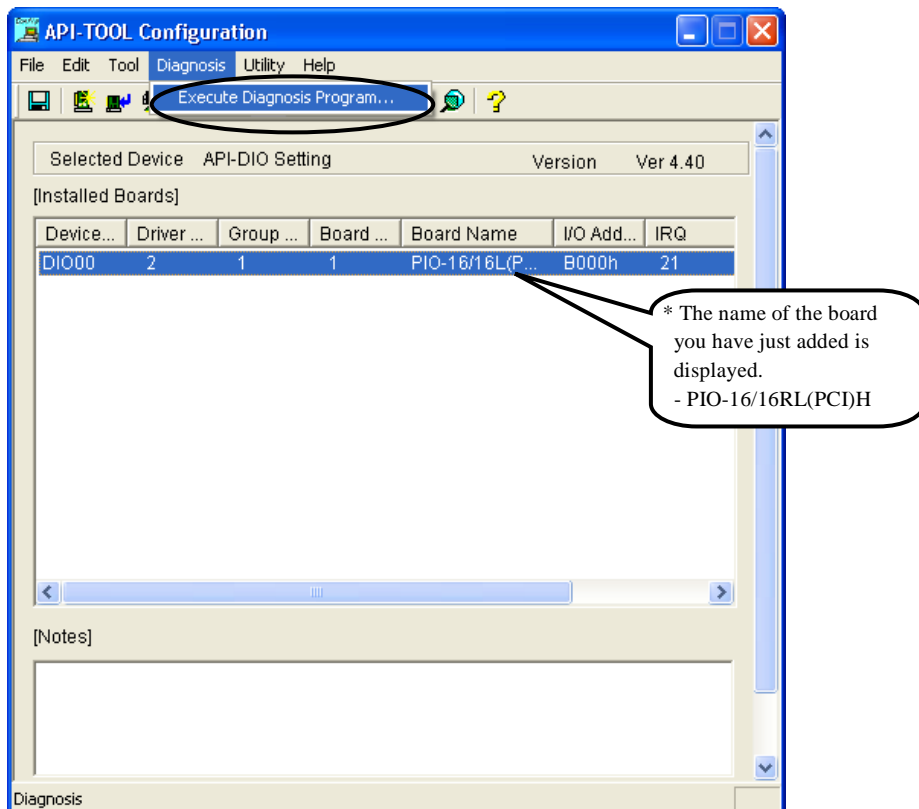 API-TOOL Configuration
File Edit Tool Diagnosis Utility Help
Execute Diagnosis Program...
Selected Device API-DIO Setting Version Ver 4.40
[Installed Boards]
Device... Driver ... Group ... Board ... Board Name I/O Add... IRQ
DIO00 2 1 1 PIO-16/16L(P... B000h 21
* The name of the board
you have just added is
displayed.
- PIO-16/16RL(PCI)H
[Notes]
Diagnosis